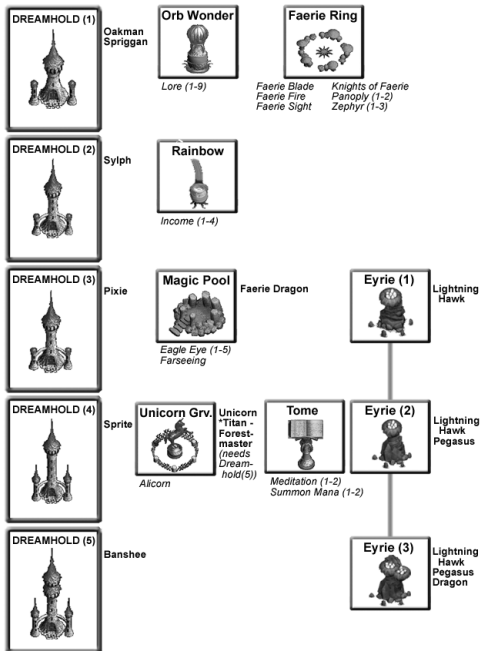 DREAMHOLD (1)
Oakman
Spriggan
Orb Wonder
Lore (1-9)
Faerie Ring
Faerie Blade
Faerie Fire
Faerie Sight
Knights of Faerie
Panoply (1-2)
Zephyr (1-3)
DREAMHOLD (2)
Sylph
Rainbow
Income (1-4)
DREAMHOLD (3)
Pixie
Magic Pool
Eagle Eye (1-5)
Farseeing
Faerie Dragon
Eyrie (1)
Lightning
Hawk
DREAMHOLD (4)
Sprite
Unicorn Grv.
Alicorn
Unicorn
*Titan -
Forest-
master
(needs
Dream-
hold(5))
Tome
Meditation (1-2)
Summon Mana (1-2)
Eyrie (2)
Lightning
Hawk
Pegasus
DREAMHOLD (5)
Banshee
Eyrie (3)
Lightning
Hawk
Pegasus
Dragon